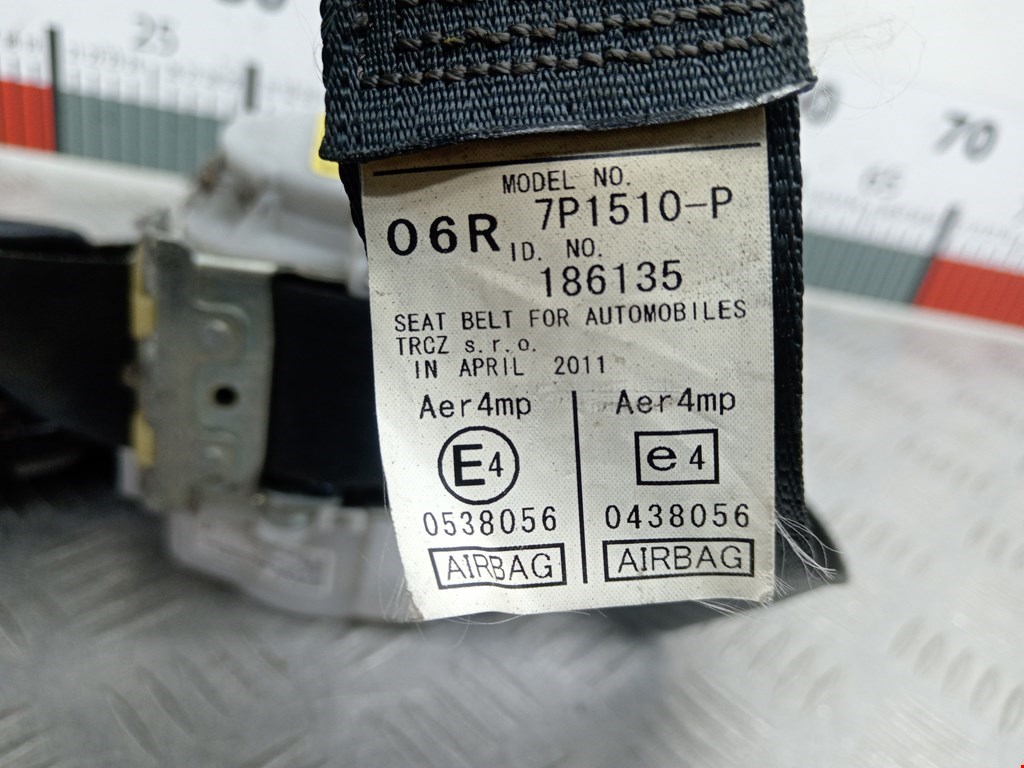 25
70
65
MODEL NO.
06R 7P1510-P
ID. NO.
186135
SEAT BELT FOR AUTOMOBILES
TRCZ s.r.o.
IN APRIL 2011
Aer4mp Aer4mp
E4 e4
0538056 0438056
AIRBAG AIRBAG